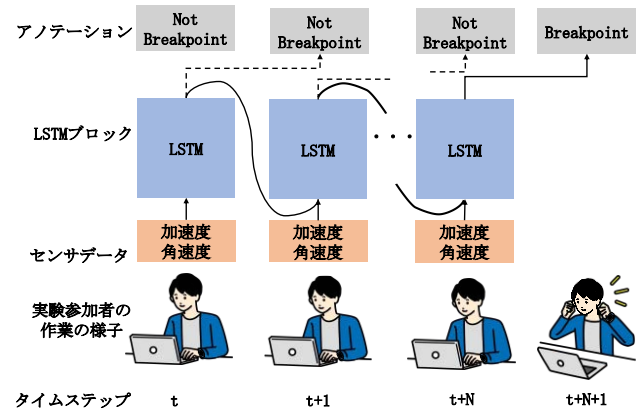 アノテーション
Not
Breakpoint
Not
Breakpoint
Not
Breakpoint
Breakpoint
LSTMブロック
LSTM
LSTM
・・・
LSTM
センサデータ
加速度
角速度
加速度
角速度
加速度
角速度
実験参加者の
作業の様子
タイムステップ
t
t+1
t+N
t+N+1